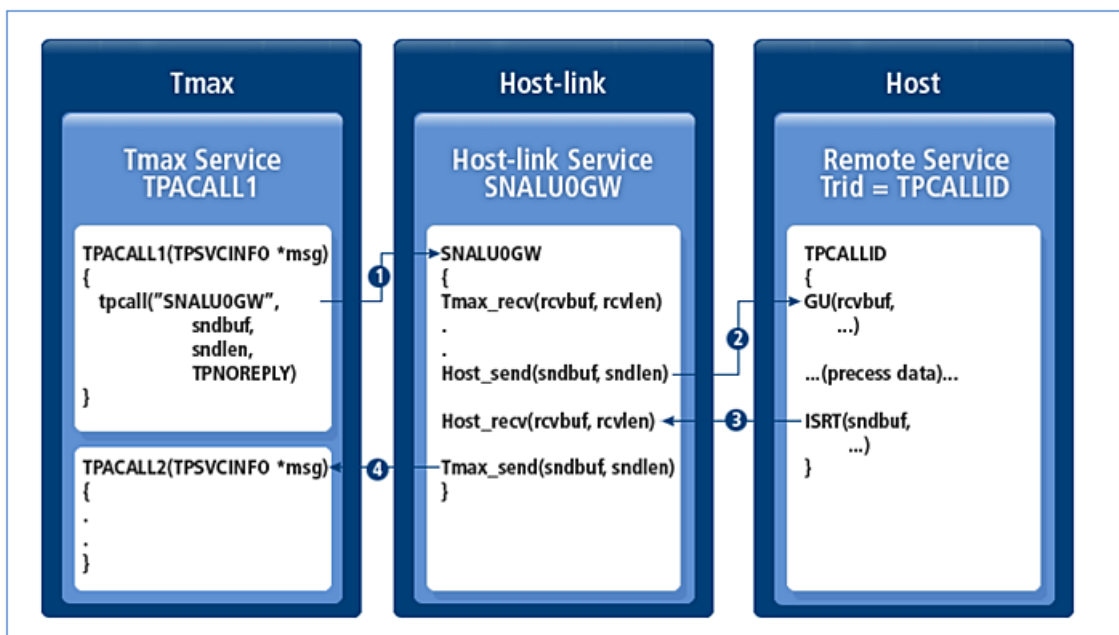 Tmax
Tmax Service
TPACALL1
TPACALL1(TPSVCINFO *msg)
{
tpcall("SNALU0GW",
sndbuf,
sndlen,
TPNOREPLY)
}
TPACALL2(TPSVCINFO *msg)
{
.
.
}
1
4
Host-link
Host-link Service
SNALU0GW
SNALU0GW
{
Tmax_recv(rcvbuf, rcvlen)
.
.
Host_send(sndbuf, sndlen)
Host_recv(rcvbuf, rcvlen)
Tmax_send(sndbuf, sndlen)
}
2
3
Host
Remote Service
Trid = TPCALLID
TPCALLID
{
GU(rcvbuf,
...)
...(precess data)...
ISRT(sndbuf,
...)
}